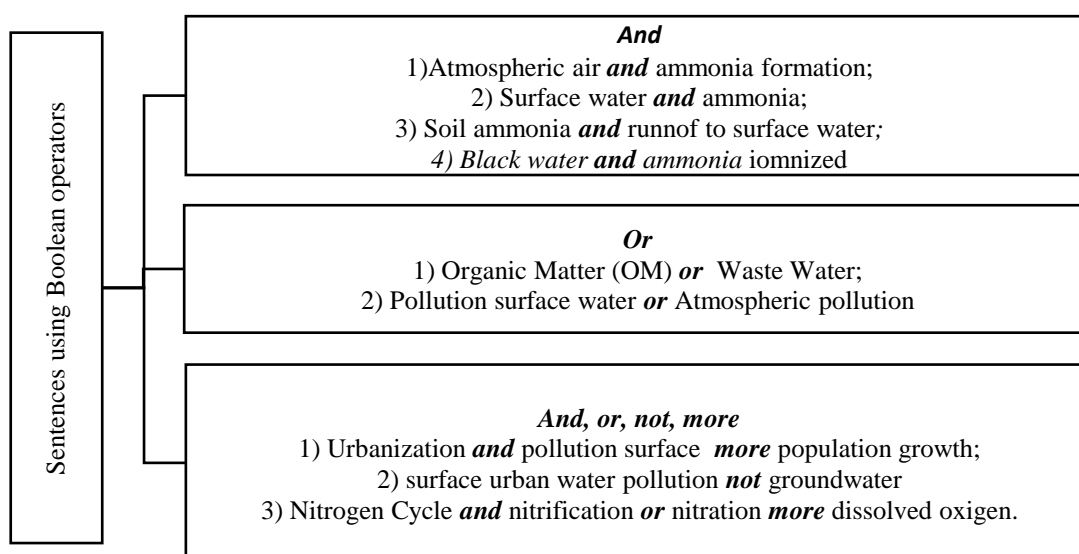 Sentences using Boolean operators
And
1)Atmospheric air and ammonia formation;
2) Surface water and ammonia;
3) Soil ammonia and runnof to surface water;
4) Black water and ammonia iomnized
Or
1) Organic Matter (OM) or Waste Water;
2) Pollution surface water or Atmospheric pollution
And, or, not, more
1) Urbanization and pollution surface more population growth;
2) surface urban water pollution not groundwater
3) Nitrogen Cycle and nitrification or nitration more dissolved oxigen.